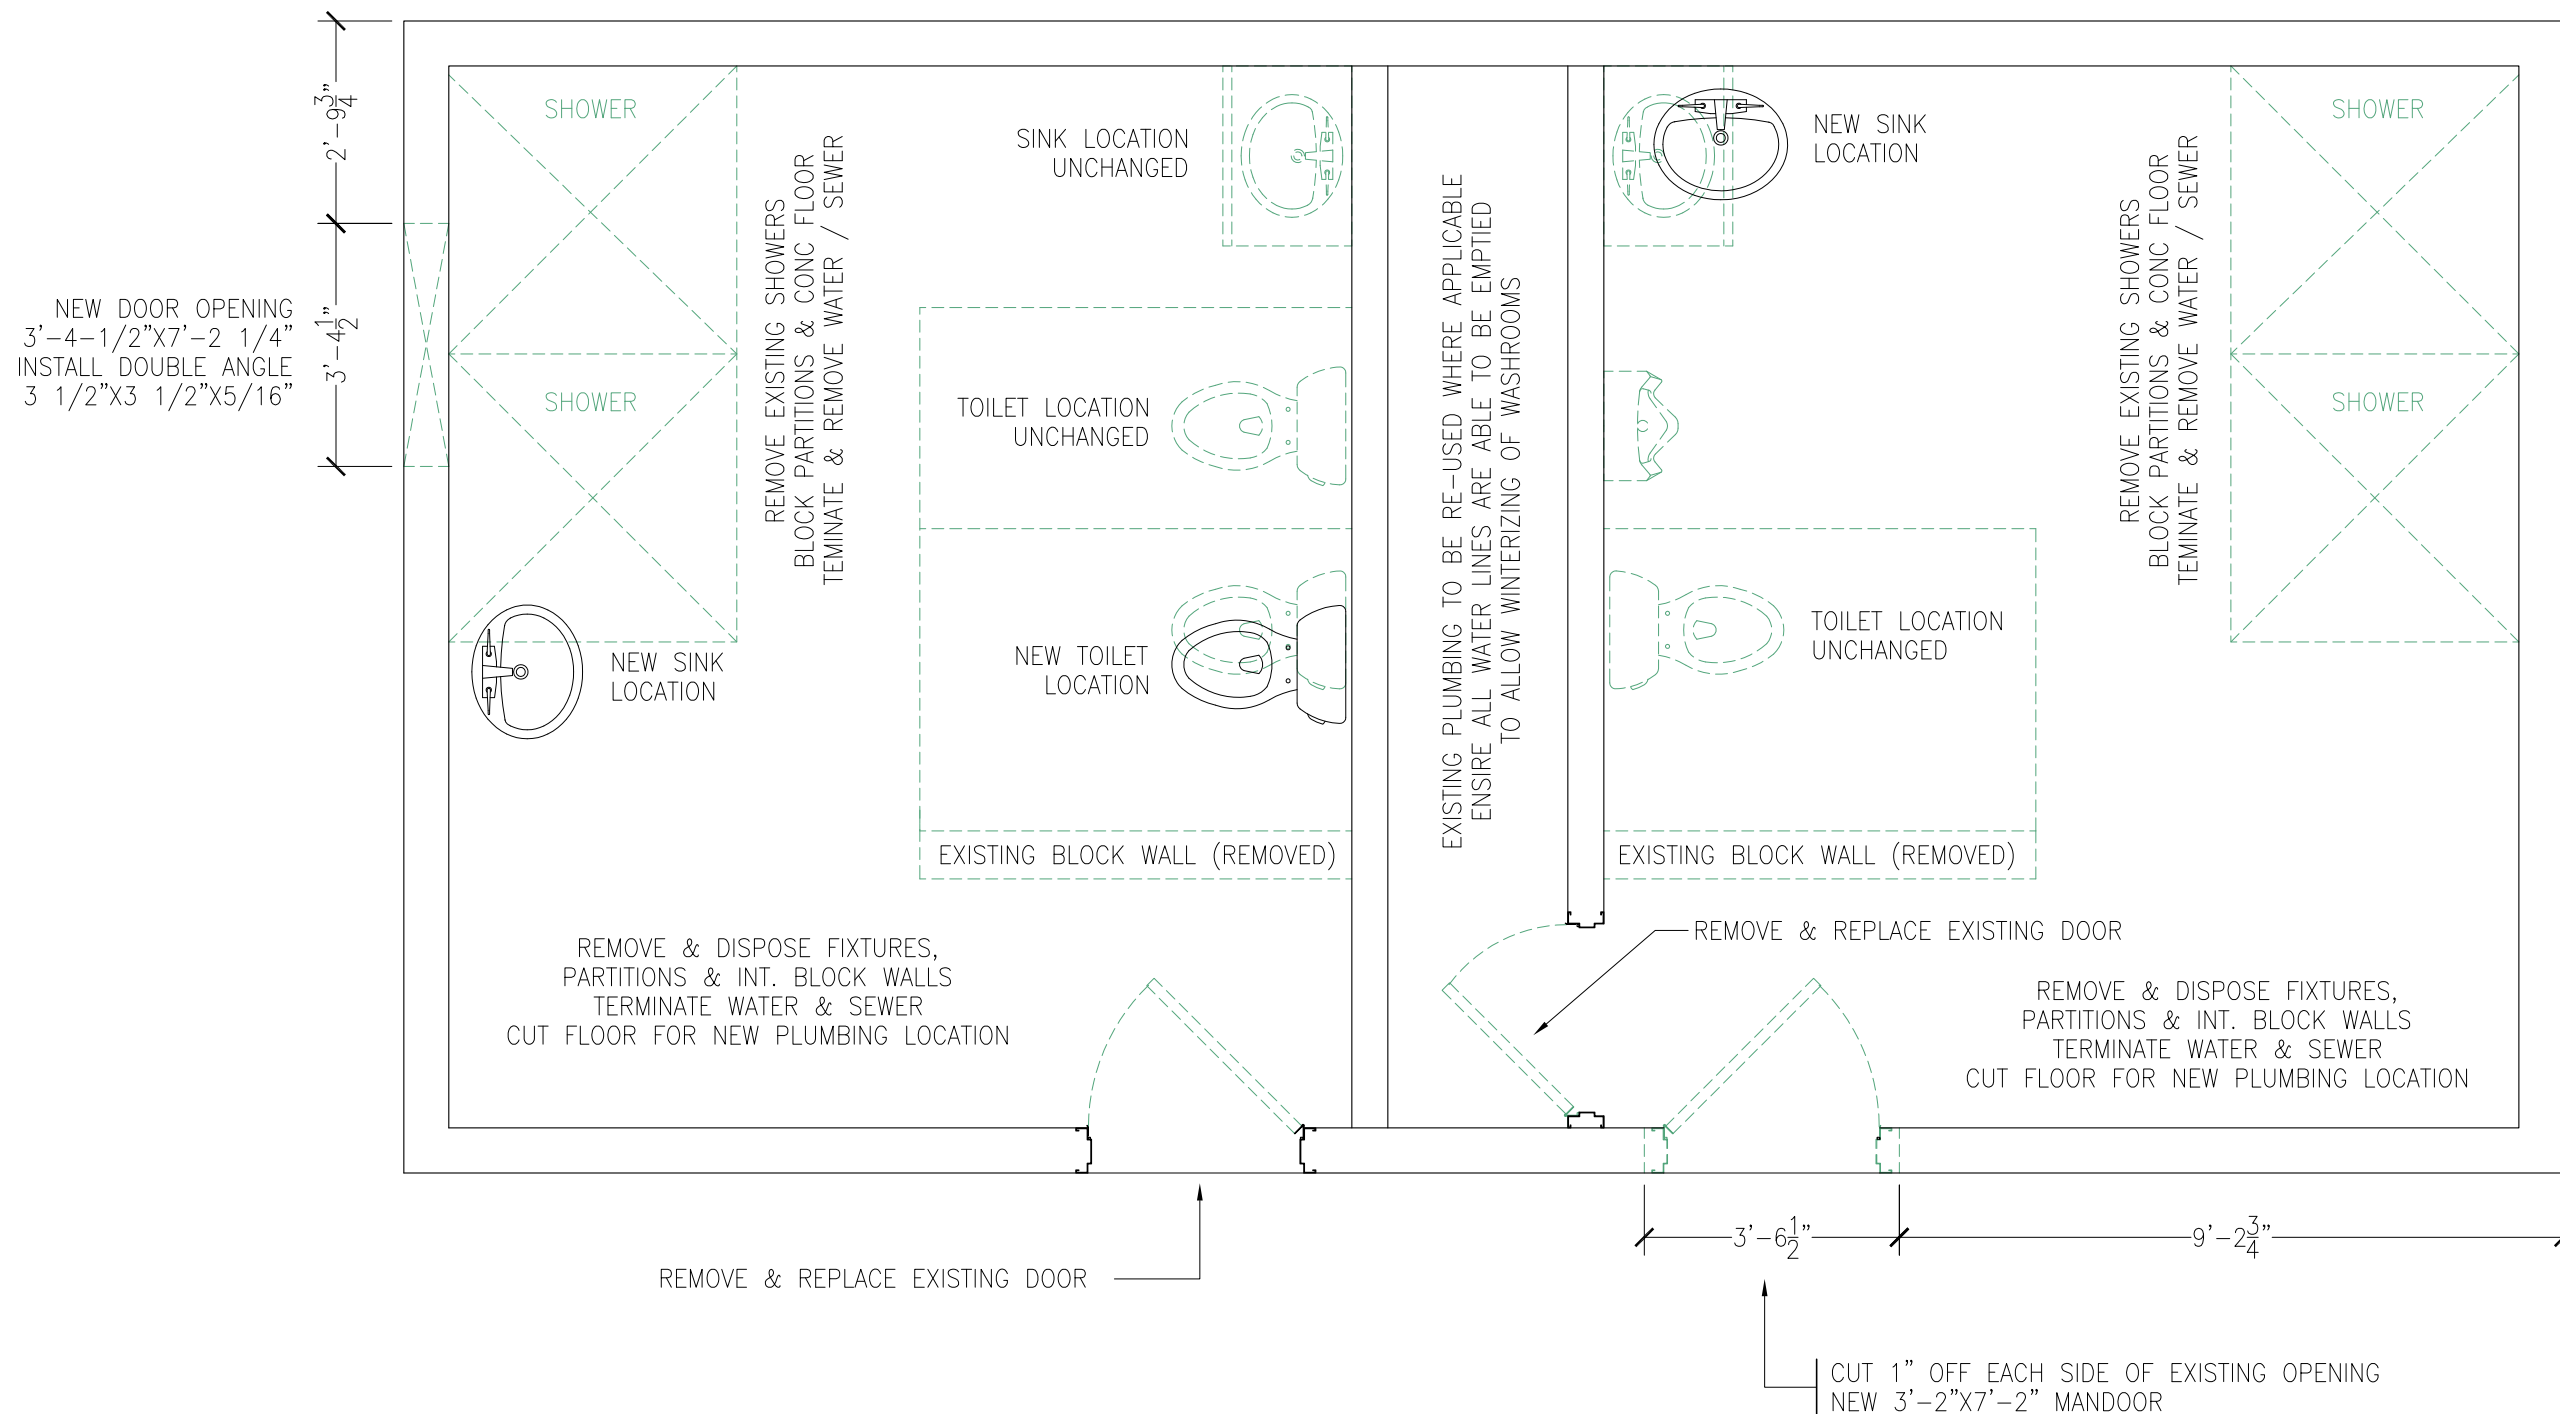 2'-9 3/4"
3'-4 1/2"
NEW DOOR OPENING
3'-4-1/2"X7'-2 1/4"
INSTALL DOUBLE ANGLE
3 1/2"X3 1/2"X5/16"
SHOWER
SHOWER
REMOVE EXISTING SHOWERS
BLOCK PARTITIONS & CONC FLOOR
TEMINATE & REMOVE WATER / SEWER
SINK LOCATION
UNCHANGED
TOILET LOCATION
UNCHANGED
NEW SINK
LOCATION
NEW TOILET
LOCATION
EXISTING BLOCK WALL (REMOVED)
REMOVE & DISPOSE FIXTURES,
PARTITIONS & INT. BLOCK WALLS
TERMINATE WATER & SEWER
CUT FLOOR FOR NEW PLUMBING LOCATION
EXISTING PLUMBING TO BE RE-USED WHERE APPLICABLE
ENSIRE ALL WATER LINES ARE ABLE TO BE EMPTIED
TO ALLOW WINTERIZING OF WASHROOMS
NEW SINK
LOCATION
SHOWER
SHOWER
REMOVE EXISTING SHOWERS
BLOCK PARTITIONS & CONC FLOOR
TEMINATE & REMOVE WATER / SEWER
TOILET LOCATION
UNCHANGED
EXISTING BLOCK WALL (REMOVED)
REMOVE & REPLACE EXISTING DOOR
REMOVE & DISPOSE FIXTURES,
PARTITIONS & INT. BLOCK WALLS
TERMINATE WATER & SEWER
CUT FLOOR FOR NEW PLUMBING LOCATION
3'-6 1/2"
9'-2 3/4"
REMOVE & REPLACE EXISTING DOOR
CUT 1" OFF EACH SIDE OF EXISTING OPENING
NEW 3'-2"X7'-2" MANDOOR